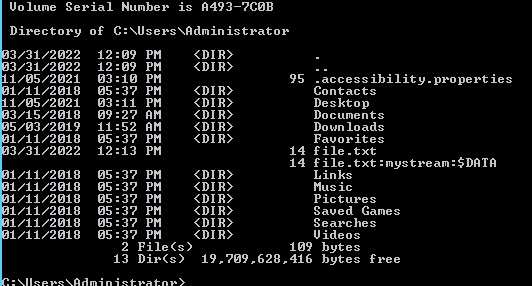 Volume Serial Number is A493-7C0B
Directory of C:\Users\Administrator
03/31/2022  12:09 PM    <DIR>          .
03/31/2022  12:09 PM    <DIR>          ..
11/05/2021  03:10 PM                95 .accessibility.properties
01/11/2018  05:37 PM    <DIR>          Contacts
11/05/2021  03:11 PM    <DIR>          Desktop
03/15/2018  09:27 AM    <DIR>          Documents
05/03/2019  11:52 AM    <DIR>          Downloads
01/11/2018  05:37 PM    <DIR>          Favorites
03/31/2022  12:13 PM                14 file.txt
                                    14 file.txt:mystream:$DATA
01/11/2018  05:37 PM    <DIR>          Links
01/11/2018  05:37 PM    <DIR>          Music
01/11/2018  05:37 PM    <DIR>          Pictures
01/11/2018  05:37 PM    <DIR>          Saved Games
01/11/2018  05:37 PM    <DIR>          Searches
01/11/2018  05:37 PM    <DIR>          Videos
               2 File(s)            109 bytes
              13 Dir(s)  19,709,628,416 bytes free
C:\Users\Administrator>